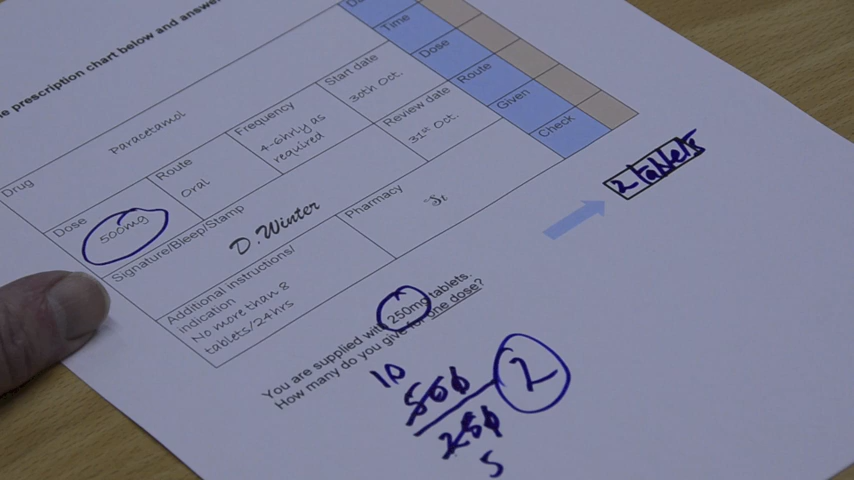 e prescription chart below and answe
Da
Time
Dose
Route
Given
Check
Drug
Paracetamol
Dose
500mg
Route
Oral
Frequency
4-6hrly as
required
Start date
30th Oct.
Review date
31st Oct.
Signature/Bleep/Stamp
D.Winter
Pharmacy
Additional instructions/
indication
No more than 8
tablets/24hrs
2 tablets
You are supplied with 250mg tablets.
How many do you give for one dose?
10
500
250
5
2